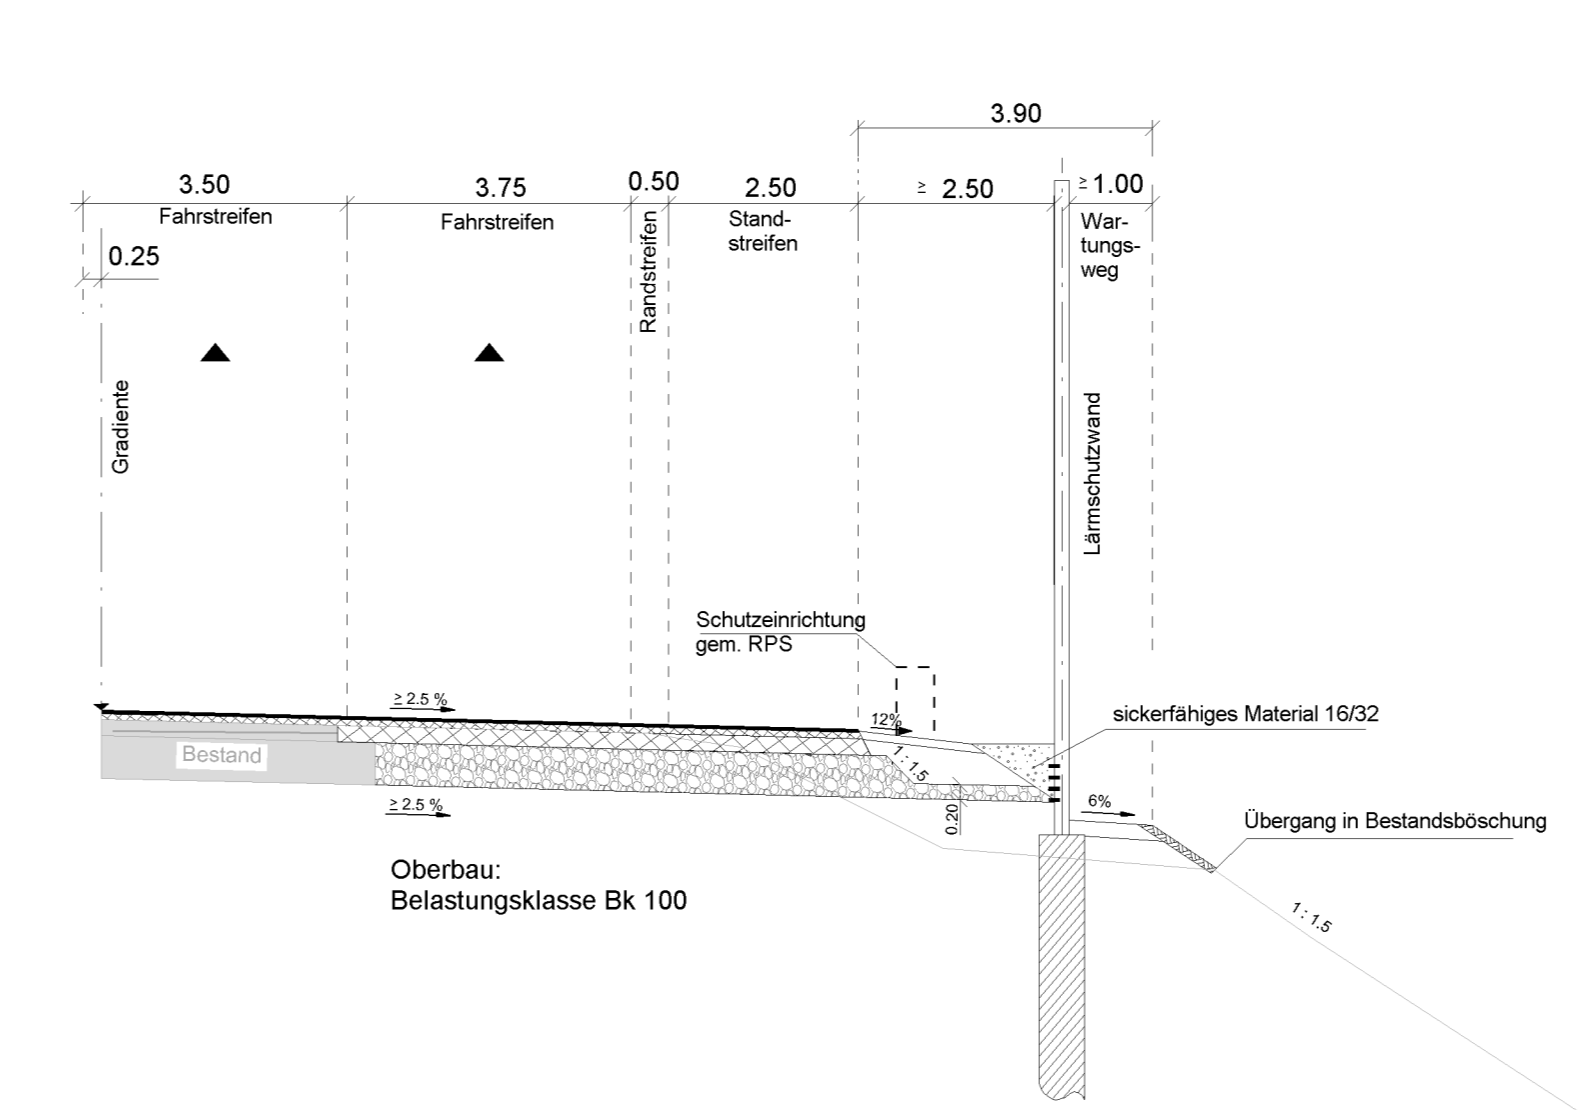 3.90
3.50
3.75
0.50
2.50
≥ 2.50
≥ 1.00
Fahrstreifen
Fahrstreifen
Randstreifen
Stand-
streifen
War-
tungs-
weg
0.25
Gradiente
Lärmschutzwand
Schutzeinrichtung
gem. RPS
≥ 2.5 %
12%
sickerfähiges Material 16/32
Bestand
1 : 1.5
≥ 2.5 %
0.20
6%
Übergang in Bestandsböschung
Oberbau:
Belastungsklasse Bk 100
1 : 1.5